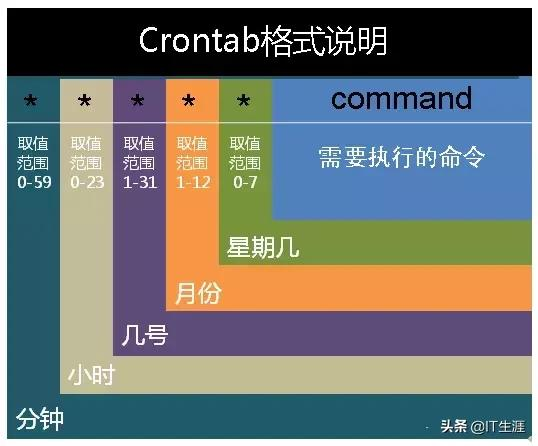 Crontab格式说明
* * * * * command
取值范围0-59
取值范围0-23
取值范围1-31
取值范围1-12
取值范围0-7
需要执行的命令
星期几
月份
几号
小时
分钟
头条 @IT生涯